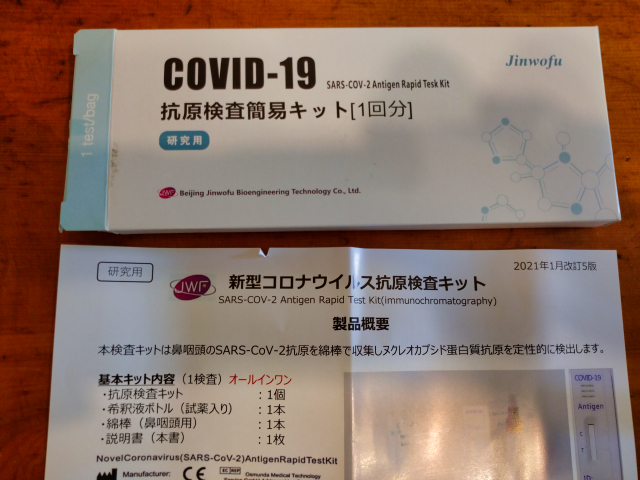 COVID-19 SARS-COV-2 Antigen Rapid Tesk Kit
Jinwofu
抗原検査簡易キット[1回分]
研究用
1 test/bag
JWF Beijing Jinwofu Bioengineering Technology Co., Ltd.
研究用
2021年1月改訂5版
JWF 新型コロナウイルス抗原検査キット
SARS-COV-2 Antigen Rapid Test Kit(immunochromatography)
製品概要
本検査キットは鼻咽頭のSARS-CoV-2抗原を綿棒で収集しヌクレオカプシド蛋白質抗原を定性的に検出します。
基本キット内容（1検査）オールインワン
・抗原検査キット ：1個
・希釈液ボトル（試薬入り）：1本
・綿棒（鼻咽頭用） ：1本
・説明書（本書） ：1枚
NovelCoronavirus(SARS-CoV-2)AntigenRapidTestKit
Manufacturer: CE EC REP Osmunda Medical Technology
COVID-19
Antigen
C
T